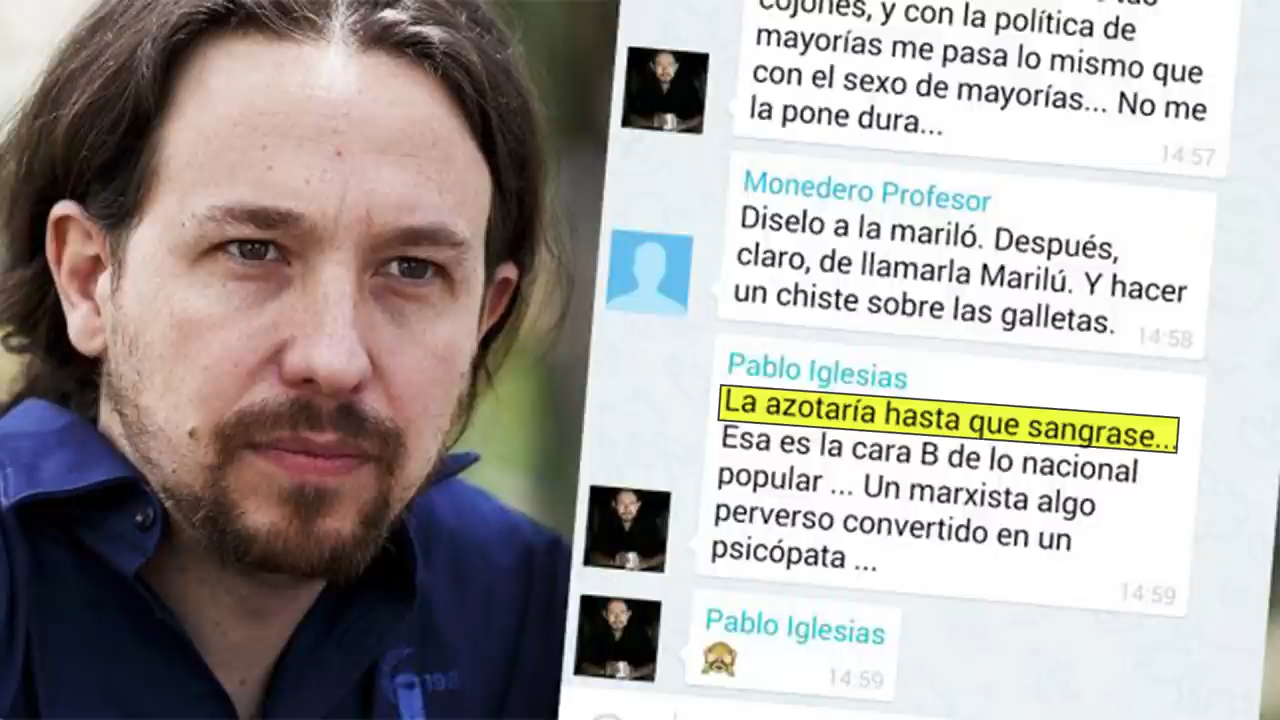 cojones, y con la política de
mayorías me pasa lo mismo que
con el sexo de mayorías... No me
la pone dura...
14:57
Monedero Profesor
Diselo a la mariló. Después,
claro, de llamarla Marilú. Y hacer
un chiste sobre las galletas.
14:58
Pablo Iglesias
La azotaría hasta que sangrase...
Esa es la cara B de lo nacional
popular ... Un marxista algo
perverso convertido en un
psicópata ...
14:59
Pablo Iglesias
14:59